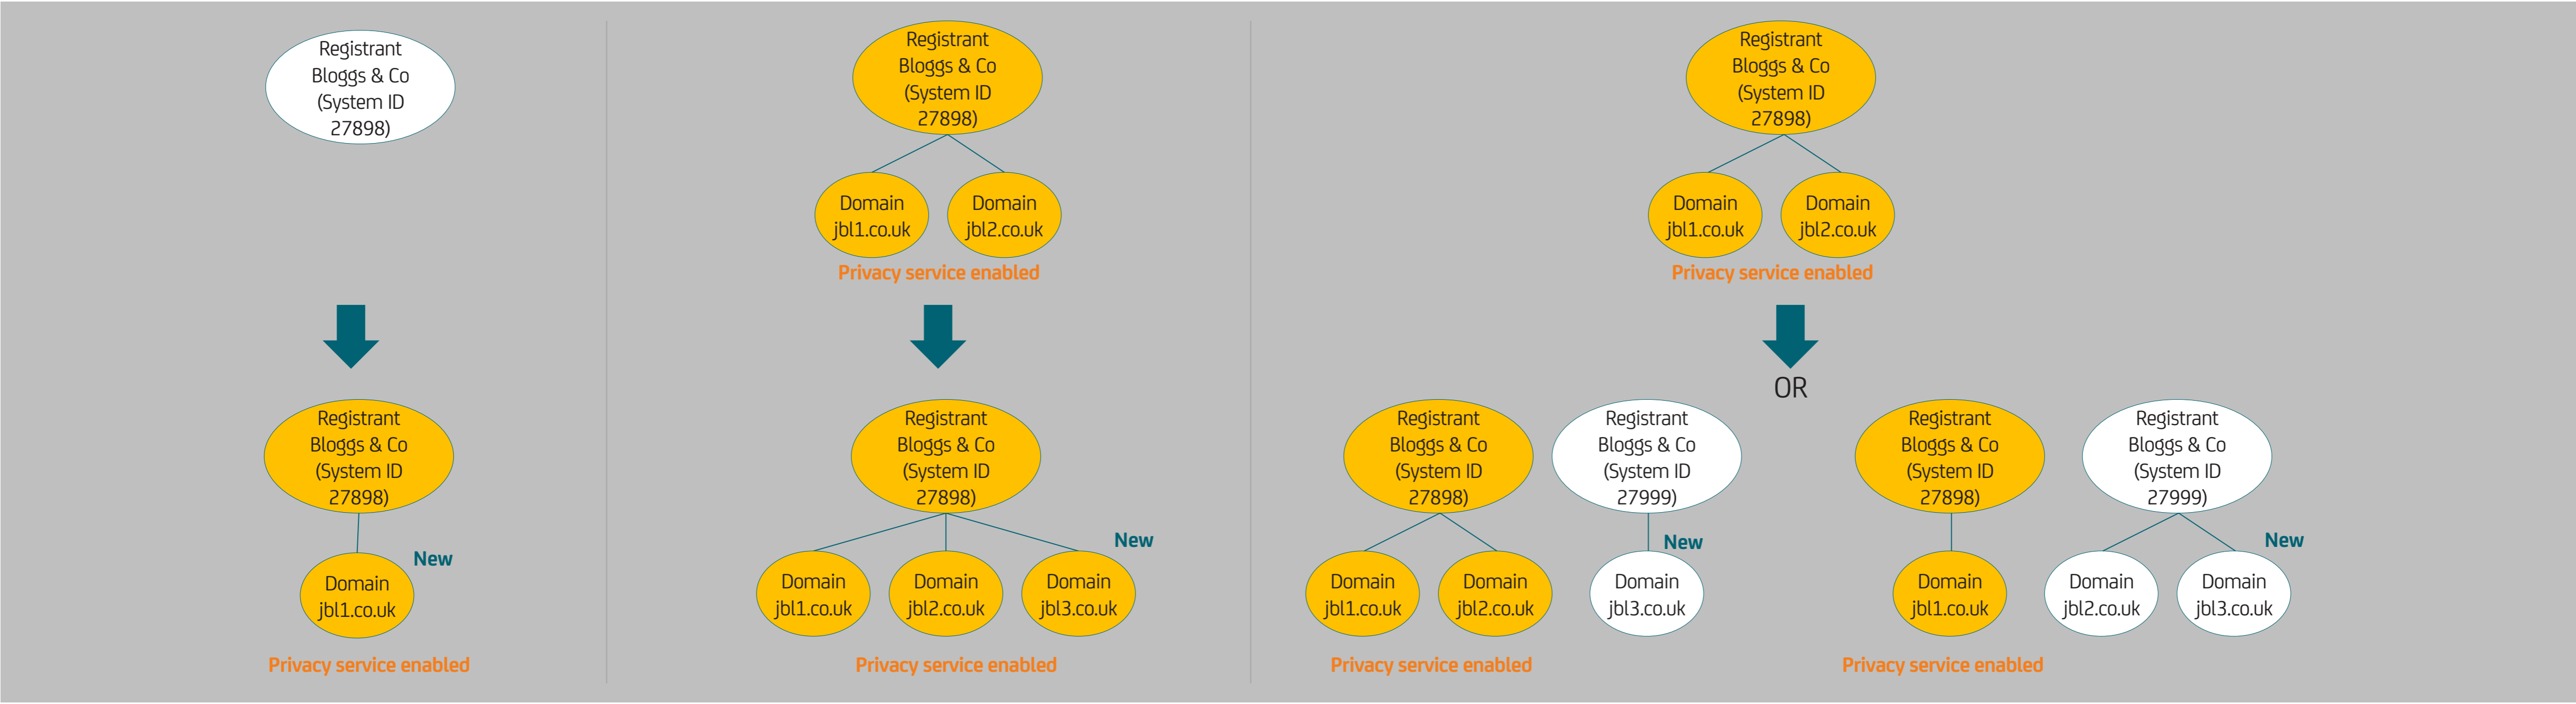 Registrant
Bloggs & Co
(System ID
27898)
New
Domain
jbl1.co.uk
Privacy service enabled
Registrant
Bloggs & Co
(System ID
27898)
Registrant
Bloggs & Co
(System ID
27898)
Domain
jbl1.co.uk
Domain
jbl2.co.uk
Privacy service enabled
Registrant
Bloggs & Co
(System ID
27898)
New
Domain
jbl1.co.uk
Domain
jbl2.co.uk
Domain
jbl3.co.uk
Privacy service enabled
Registrant
Bloggs & Co
(System ID
27898)
Domain
jbl1.co.uk
Domain
jbl2.co.uk
Privacy service enabled
OR
Registrant
Bloggs & Co
(System ID
27898)
Domain
jbl1.co.uk
Domain
jbl2.co.uk
Privacy service enabled
Registrant
Bloggs & Co
(System ID
27999)
New
Domain
jbl3.co.uk
Registrant
Bloggs & Co
(System ID
27898)
Domain
jbl1.co.uk
Privacy service enabled
Registrant
Bloggs & Co
(System ID
27999)
New
Domain
jbl2.co.uk
Domain
jbl3.co.uk